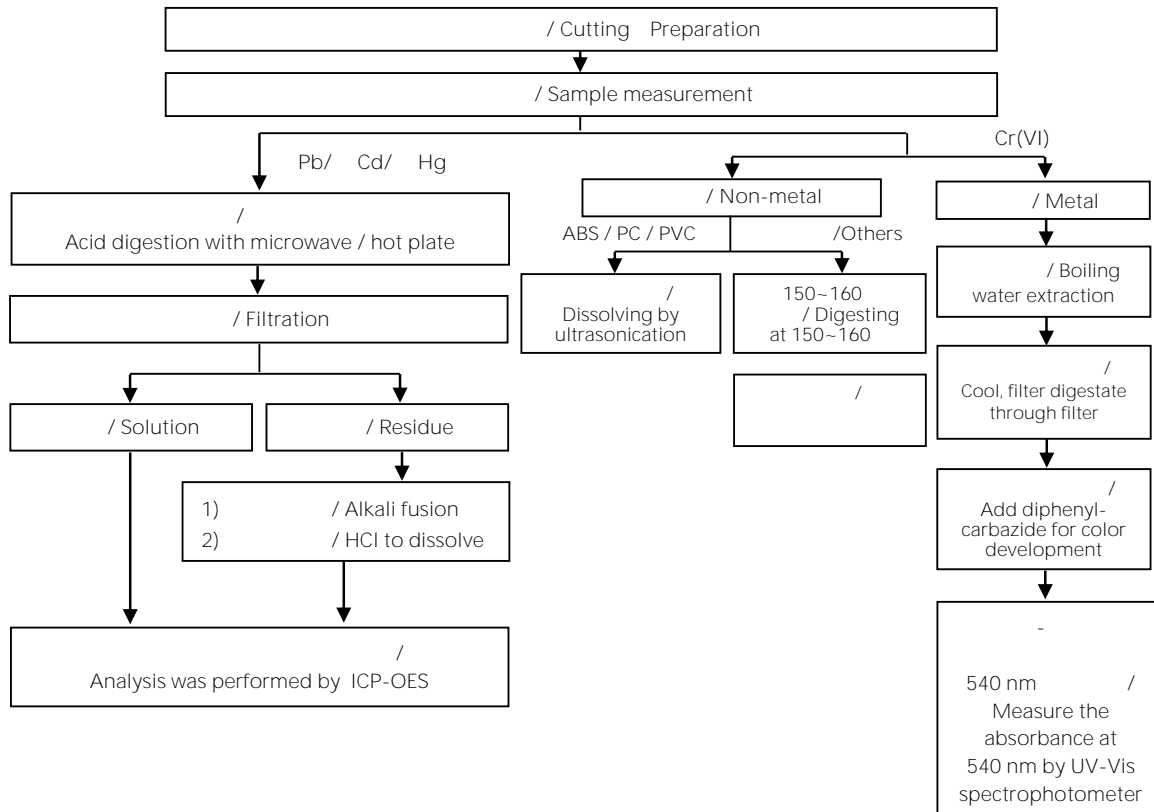 / Cutting Preparation
/ Sample measurement
Cr(VI)
Pb/ Cd/ Hg
/ Non-metal
/ Metal
/
Acid digestion with microwave / hot plate
ABS / PC / PVC
/Others
/
Dissolving by
ultrasonication
150~160
/ Digesting
at 150~160
/ Boiling
water extraction
/ Filtration
/
/
Cool, filter digestate
through filter
/ Solution
/ Residue
/
Add diphenyl-
carbazide for color
development
1) / Alkali fusion
2) / HCl to dissolve
/
Analysis was performed by ICP-OES
-
540 nm /
Measure the
absorbance at
540 nm by UV-Vis
spectrophotometer